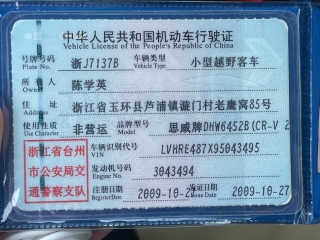 中华人民共和国机动车行驶证
Vehicle License of the People's Republic of China
号牌号码 浙J7137B 车辆类型 小型越野客车
Plate No. Vehicle Type
所有人 陈学英
Owner
住址 浙江省玉环县芦浦镇漩门村老鹰窝85号
Address
使用性质 非营运 品牌型号 思威牌DHW6452B(CR-V 2
Use Character Model
浙江省台州 车辆识别代号 LVHRE487X95043495
VIN
市公安局交 发动机号码 3043494
Engine No.
通警察支队 注册日期 2009-10-27 发证日期 2009-10-27
Register Date Issue Date